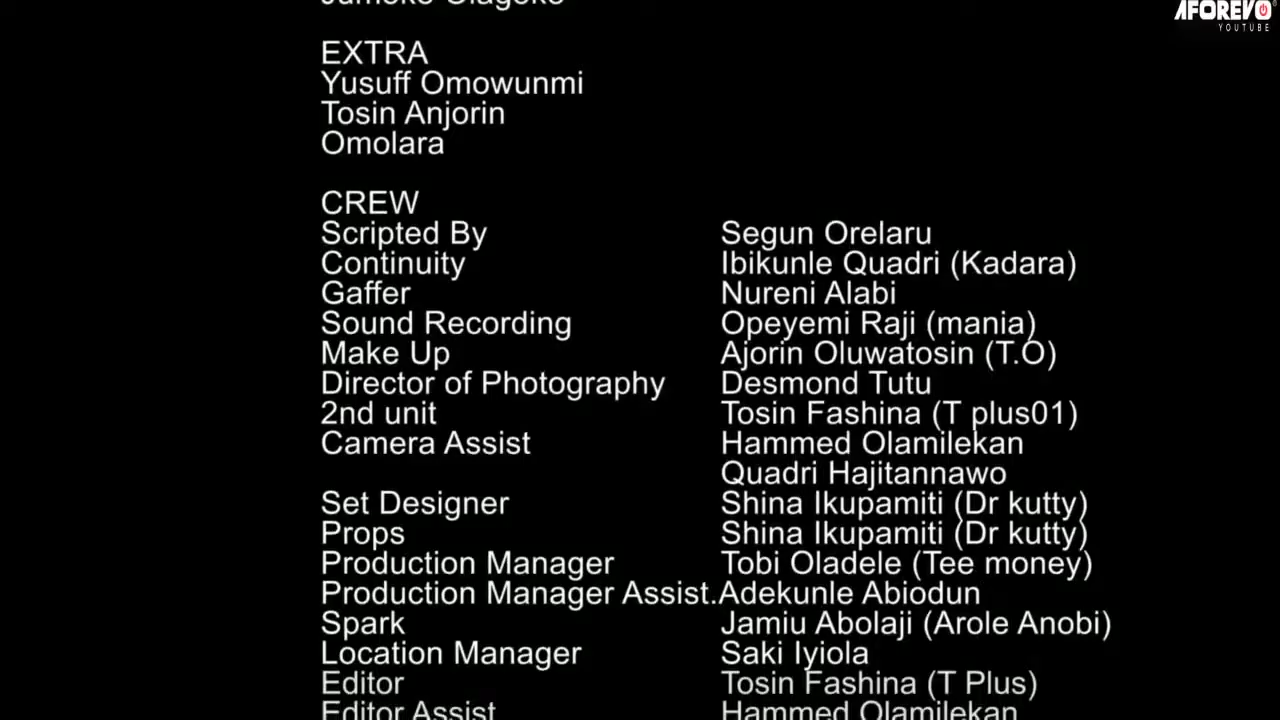 AFOREVO
YOUTUBE
EXTRA
Yusuff Omowunmi
Tosin Anjorin
Omolara
CREW
Scripted By Segun Orelaru
Continuity Ibikunle Quadri (Kadara)
Gaffer Nureni Alabi
Sound Recording Opeyemi Raji (mania)
Make Up Ajorin Oluwatosin (T.O)
Director of Photography Desmond Tutu
2nd unit Tosin Fashina (T plus01)
Camera Assist Hammed Olamilekan
Quadri Hajitannawo
Set Designer Shina Ikupamiti (Dr kutty)
Props Shina Ikupamiti (Dr kutty)
Production Manager Tobi Oladele (Tee money)
Production Manager Assist. Adekunle Abiodun
Spark Jamiu Abolaji (Arole Anobi)
Location Manager Saki Iyiola
Editor Tosin Fashina (T Plus)
Editor Assist Hammed Olamilekan